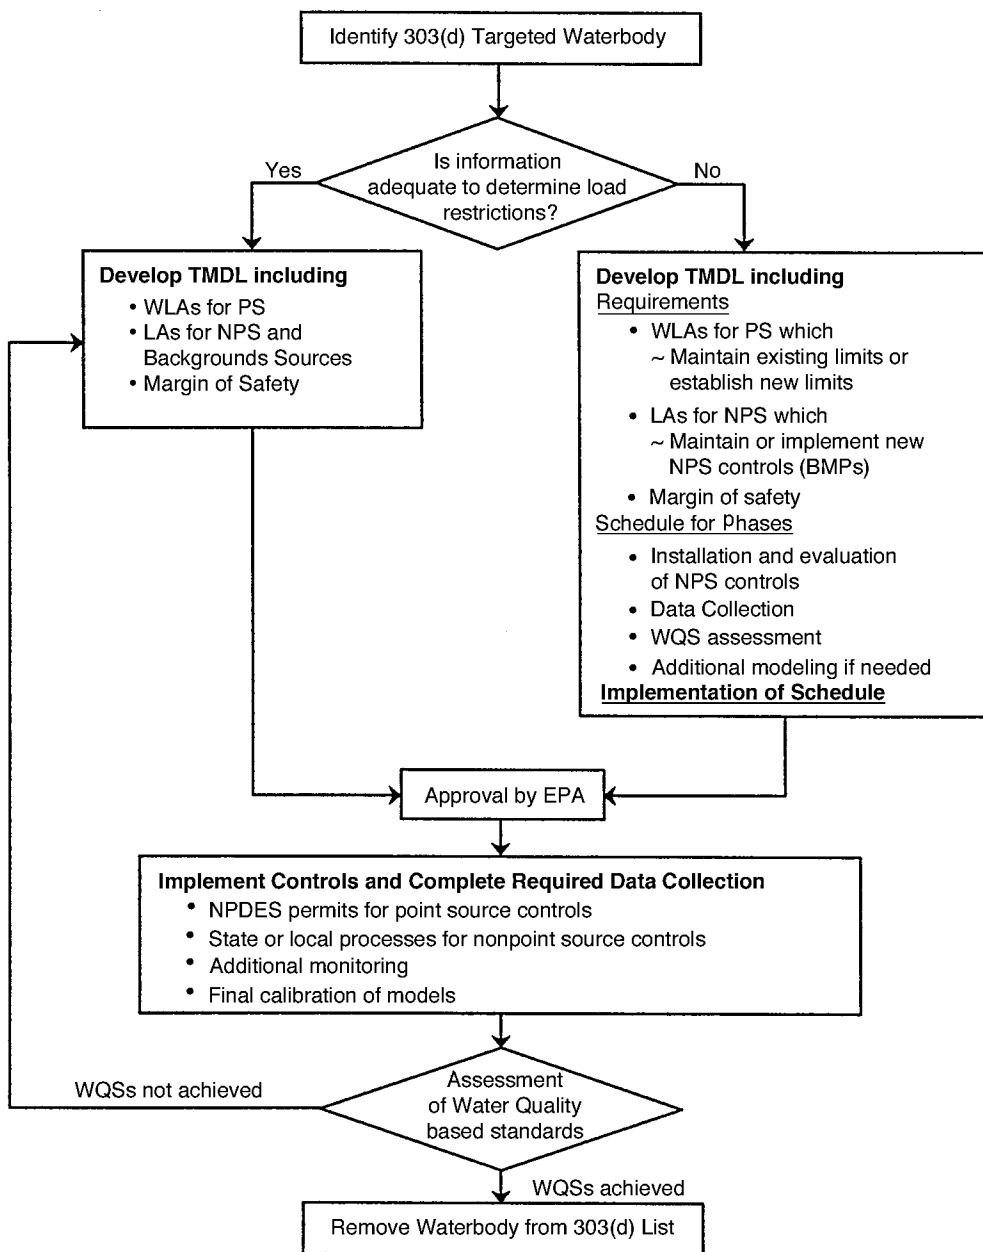 Identify 303(d) Targeted Waterbody
Is information
adequate to determine load
restrictions?
Yes
No
Develop TMDL including
• WLAs for PS
• LAs for NPS and
Backgrounds Sources
• Margin of Safety
Develop TMDL including
Requirements
• WLAs for PS which
~ Maintain existing limits or
establish new limits
• LAs for NPS which
~ Maintain or implement new
NPS controls (BMPs)
• Margin of safety
Schedule for phases
• Installation and evaluation
of NPS controls
• Data Collection
• WQS assessment
• Additional modeling if needed
Implementation of Schedule
Approval by EPA
Implement Controls and Complete Required Data Collection
• NPDES permits for point source controls
• State or local processes for nonpoint source controls
• Additional monitoring
• Final calibration of models
WQSs not achieved
Assessment
of Water Quality
based standards
WQSs achieved
Remove Waterbody from 303(d) List